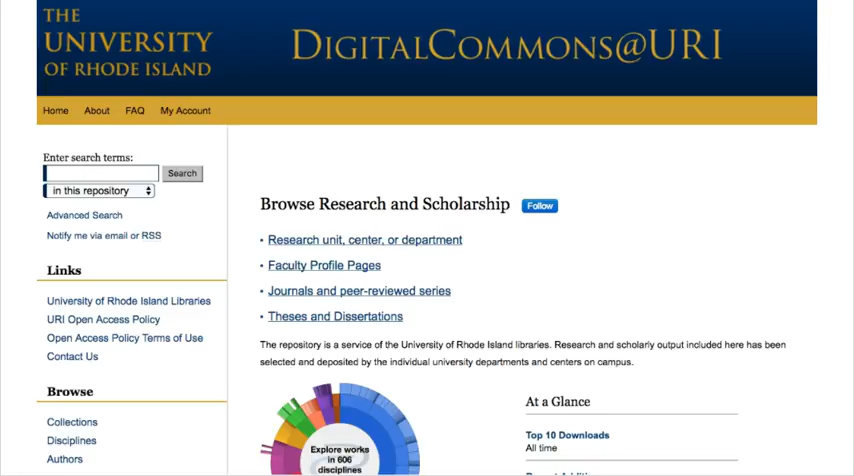 THE
UNIVERSITY
OF RHODE ISLAND
DIGITALCOMMONS@URI
Home About FAQ My Account
Enter search terms:
Search
in this repository
Advanced Search
Notify me via email or RSS
Links
University of Rhode Island Libraries
URI Open Access Policy
Open Access Policy Terms of Use
Contact Us
Browse
Collections
Disciplines
Authors
Browse Research and Scholarship Follow
• Research unit, center, or department
• Faculty Profile Pages
• Journals and peer-reviewed series
• Theses and Dissertations
The repository is a service of the University of Rhode Island libraries. Research and scholarly output included here has been
selected and deposited by the individual university departments and centers on campus.
Explore works
in 606
disciplines
At a Glance
Top 10 Downloads
All time